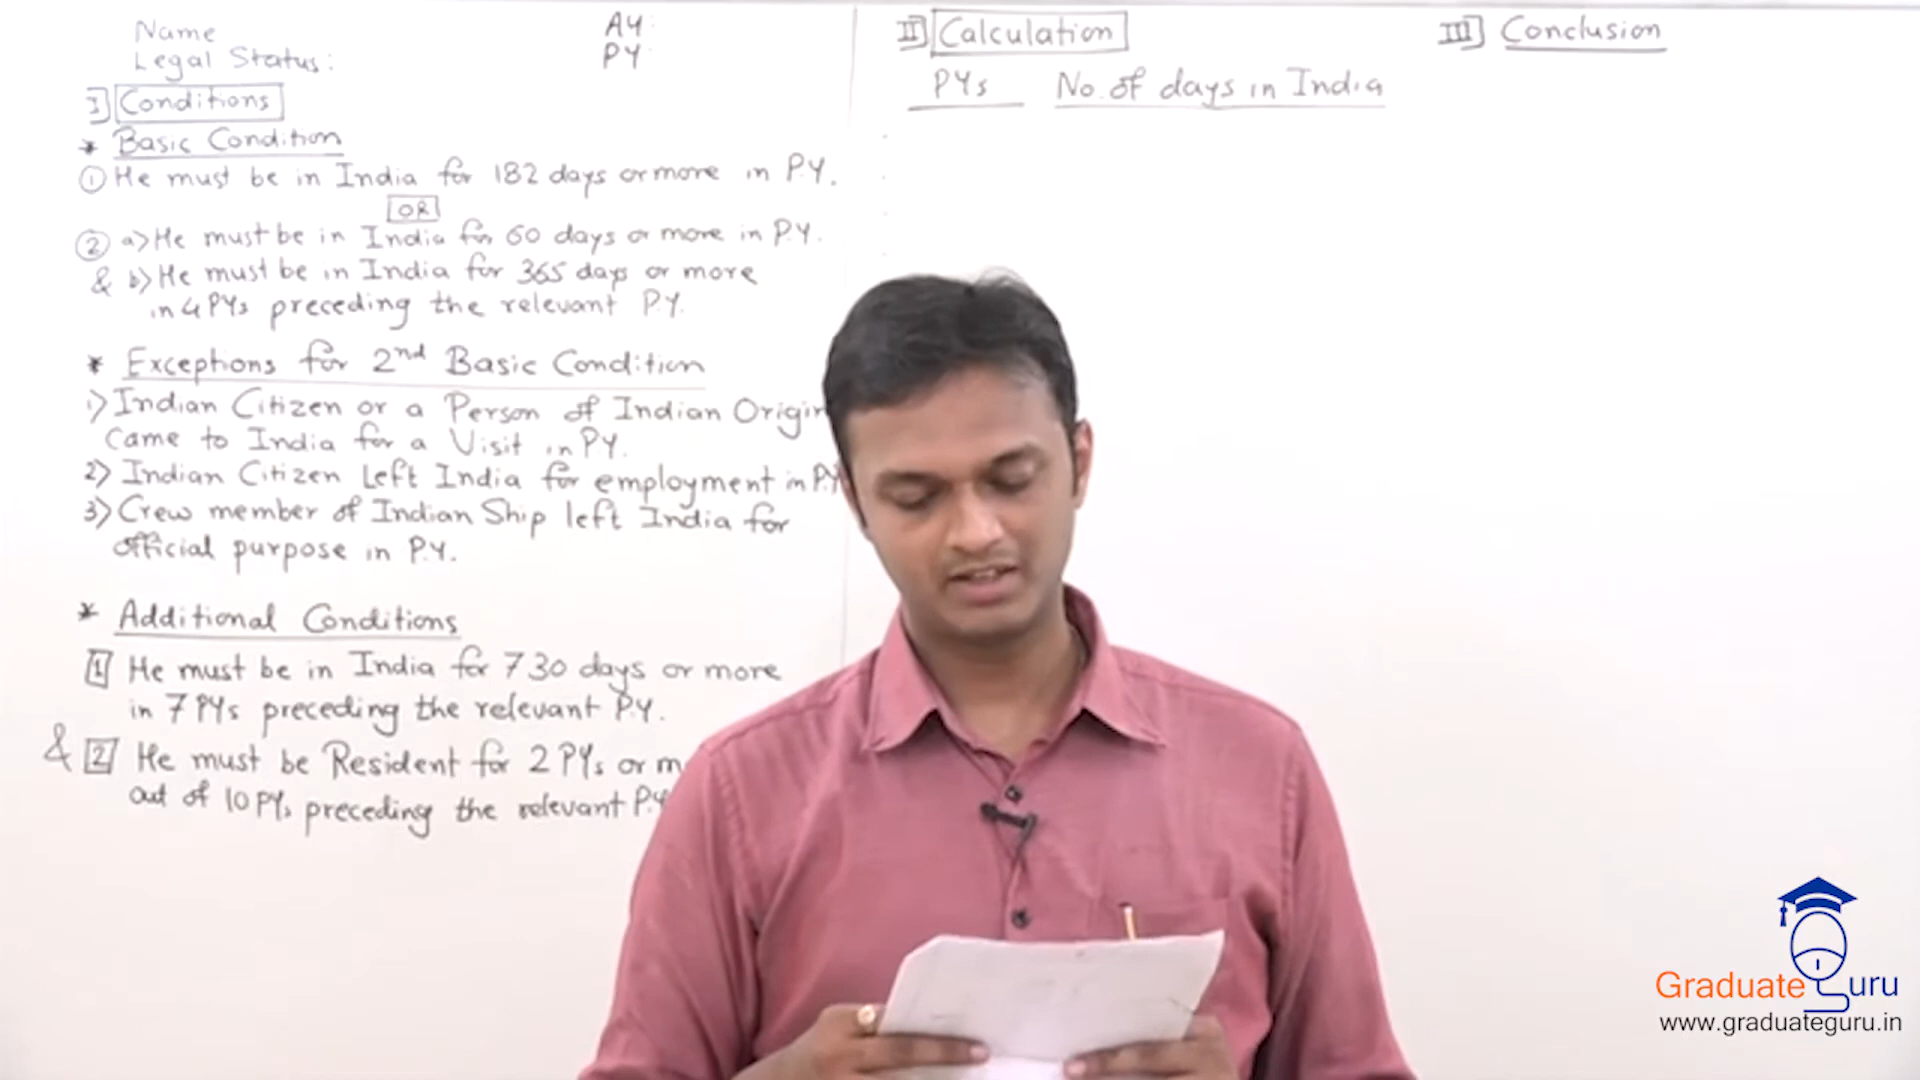 Name
Legal Status:
AY:
PY:
I] Conditions
* Basic Condition
① He must be in India for 182 days or more in P.Y.
OR
② a) He must be in India for 60 days or more in P.Y.
& b) He must be in India for 365 days or more
in 4 PYs preceding the relevant P.Y.
* Exceptions for 2nd Basic Condition
1) Indian Citizen or a Person of Indian Origin
Came to India for a Visit in P.Y.
2) Indian Citizen Left India for employment in P.Y
3) Crew member of Indian Ship left India for
official purpose in P.Y.
* Additional Conditions
1 He must be in India for 730 days or more
in 7 PYs preceding the relevant P.Y.
& 2 He must be Resident for 2 PYs or
out of 10 PYs preceding the relevant P.Y
II] Calculation
PYs No. of days in India
III] Conclusion
Graduate Guru
www.graduateguru.in